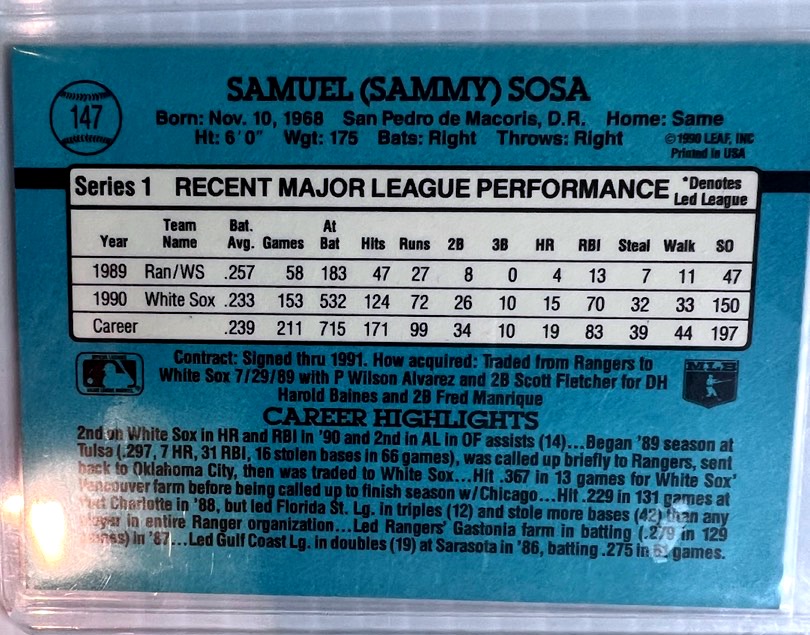 SAMUEL (SAMMY) SOSA
147
Born: Nov. 10, 1968 San Pedro de Macoris, D.R. Home: Same
Ht: 6'0" Wgt: 175 Bats: Right Throws: Right
©1990 LEAF, INC
Printed in USA
Series 1 RECENT MAJOR LEAGUE PERFORMANCE *Denotes Led League
Year Team Name Bat. Avg. Games At Bat Hits Runs 2B 3B HR RBI Steal Walk SO
1989 Ran/WS .257 58 183 47 27 8 0 4 13 7 11 47
1990 White Sox .233 153 532 124 72 26 10 15 70 32 33 150
Career .239 211 715 171 99 34 10 19 83 39 44 197
Contract: Signed thru 1991. How acquired: Traded from Rangers to
White Sox 7/29/89 with P Wilson Alvarez and 2B Scott Fletcher for DH
Harold Baines and 2B Fred Manrique
MLB
CAREER HIGHLIGHTS
2nd on White Sox in HR and RBI in '90 and 2nd in AL in OF assists (14)...Began '89 season at
Tulsa (.297, 7 HR, 31 RBI, 16 stolen bases in 66 games), was called up briefly to Rangers, sent
back to Oklahoma City, then was traded to White Sox...Hit .367 in 13 games for White Sox'
Vancouver farm before being called up to finish season w/Chicago...Hit .229 in 131 games at
Port Charlotte in '88, but led Florida St. Lg. in triples (12) and stole more bases (42) than any
player in entire Ranger organization...Led Rangers' Gastonia farm in batting (.279 in 129
games) in '87...Led Gulf Coast Lg. in doubles (19) at Sarasota in '86, batting .275 in games.